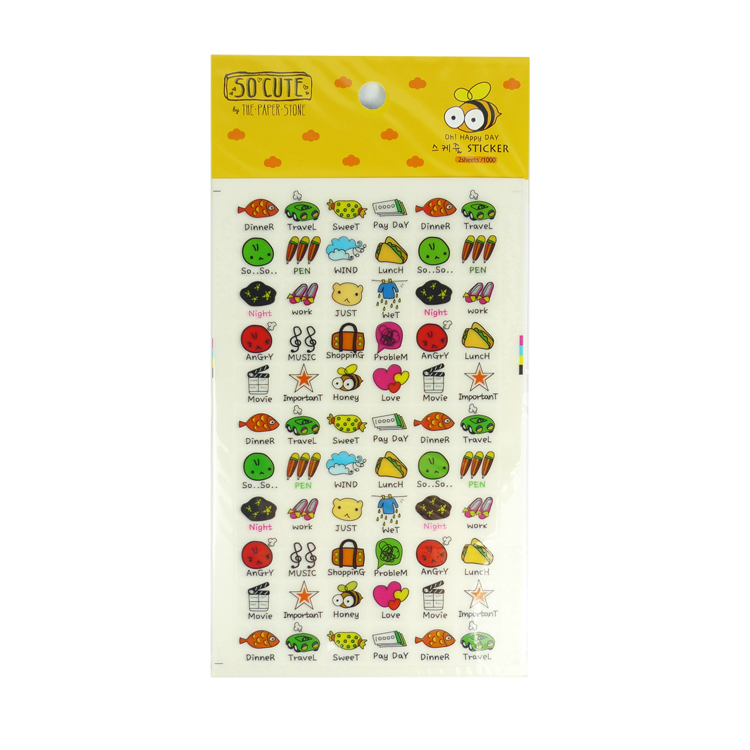 SO CUTE
by THE·PAPER·STONE
Oh! HAppy DAY
스케쥴 STICKER
2sheets /1000
DinneR TraveL SweeT Pay DaY DinneR TraveL
So..So.. PEN WIND LuncH So..So.. PEN
Night work JUST WeT Night work
AnGrY MUSIC ShoppinG ProbleM AnGrY LuncH
Movie ImportanT Honey Love Movie ImportanT
DinneR TraveL SweeT Pay DaY DinneR TraveL
So..So.. PEN WIND LuncH So..So.. PEN
Night work JUST WeT Night work
AnGrY MUSIC ShoppinG ProbleM AnGrY LuncH
Movie ImportanT Honey Love Movie ImportanT
DinneR TraveL SweeT Pay DaY DinneR TraveL